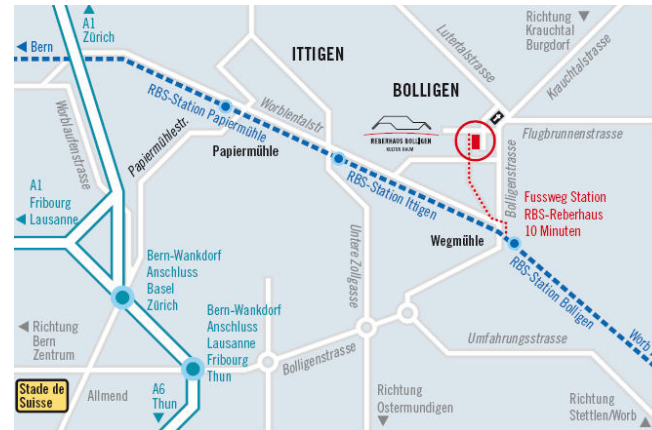 A1
Zürich
Bern
ITTIGEN
BOLLIGEN
Richtung
Krauchtal
Burgdorf
Lutertalstrasse
Krauchtalstrasse
RBS-Station Papiermühle
Worblentalstr
Worblaufenstrasse
Papiermühlestr.
Papiermühle
REBERHAUS BOLLIGEN
KULTUR RAUM
Flugbrunnenstrasse
Bolligenstrasse
A1
Fribourg
Lausanne
RBS-Station Ittigen
Fussweg Station
RBS-Reberhaus
10 Minuten
Untere Zollgasse
Wegmühle
RBS-Station Bolligen
Bern-Wankdorf
Anschluss
Basel
Zürich
Bern-Wankdorf
Anschluss
Lausanne
Fribourg
Thun
Richtung
Bern
Zentrum
Bolligenstrasse
Umfahrungsstrasse
Worb
Stade de
Suisse
Allmend
A6
Thun
Richtung
Ostermundigen
Richtung
Stettlen/Worb